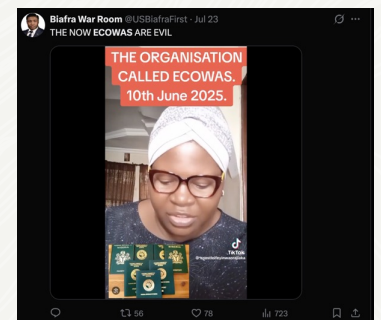 Biafra War Room @USBiafraFirst · Jul 23
THE NOW ECOWAS ARE EVIL
THE ORGANISATION
CALLED ECOWAS.
10th June 2025.
TikTok
56 78 723